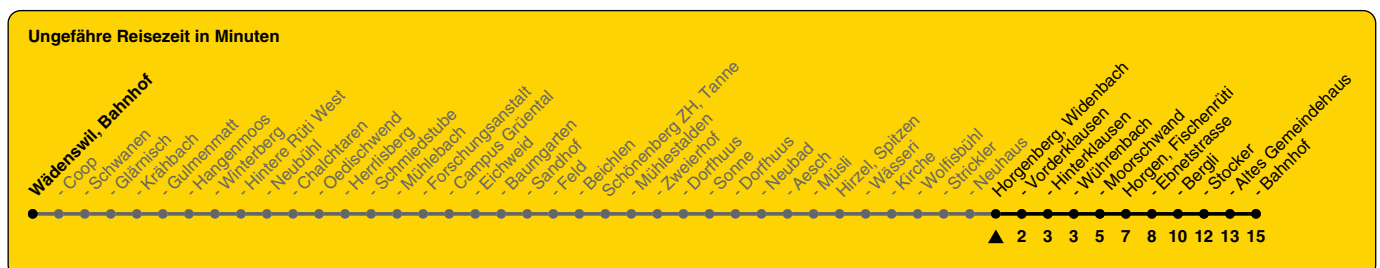 Ungefähre Reisezeit in Minuten
Wädenswil, Bahnhof
- Coop
- Schwanen
- Glärnisch
- Krähbach
- Gulmenmatt
- Hangenmoos
- Winterberg
- Hintere Rüti West
- Neubühl
- Chalchtaren
- Oedischwend
- Herrlisberg
- Schmiedstube
- Mühlebach
- Forschungsanstalt
- Campus Grüental
- Eichweid
- Baumgarten
- Sandhof
- Feld
- Beichlen
Schönenberg ZH, Tanne
- Mühlestalden
- Zweierhof
- Dorfhuus
- Sonne
- Dorfhuus
- Neubad
- Aesch
- Müsli
Hirzel, Spitzen
- Wässeri
- Kirche
- Wolfisbühl
- Strickler
- Neuhaus
Horgenberg, Widenbach
- Vorderklausen
- Hinterklausen
- Würenbach
- Moorschwand
Horgen, Fischenrüti
- Ebnetstrasse
- Bergli
- Stocker
- Altes Gemeindehaus
- Bahnhof
2 3 3 5 7 8 10 12 13 15